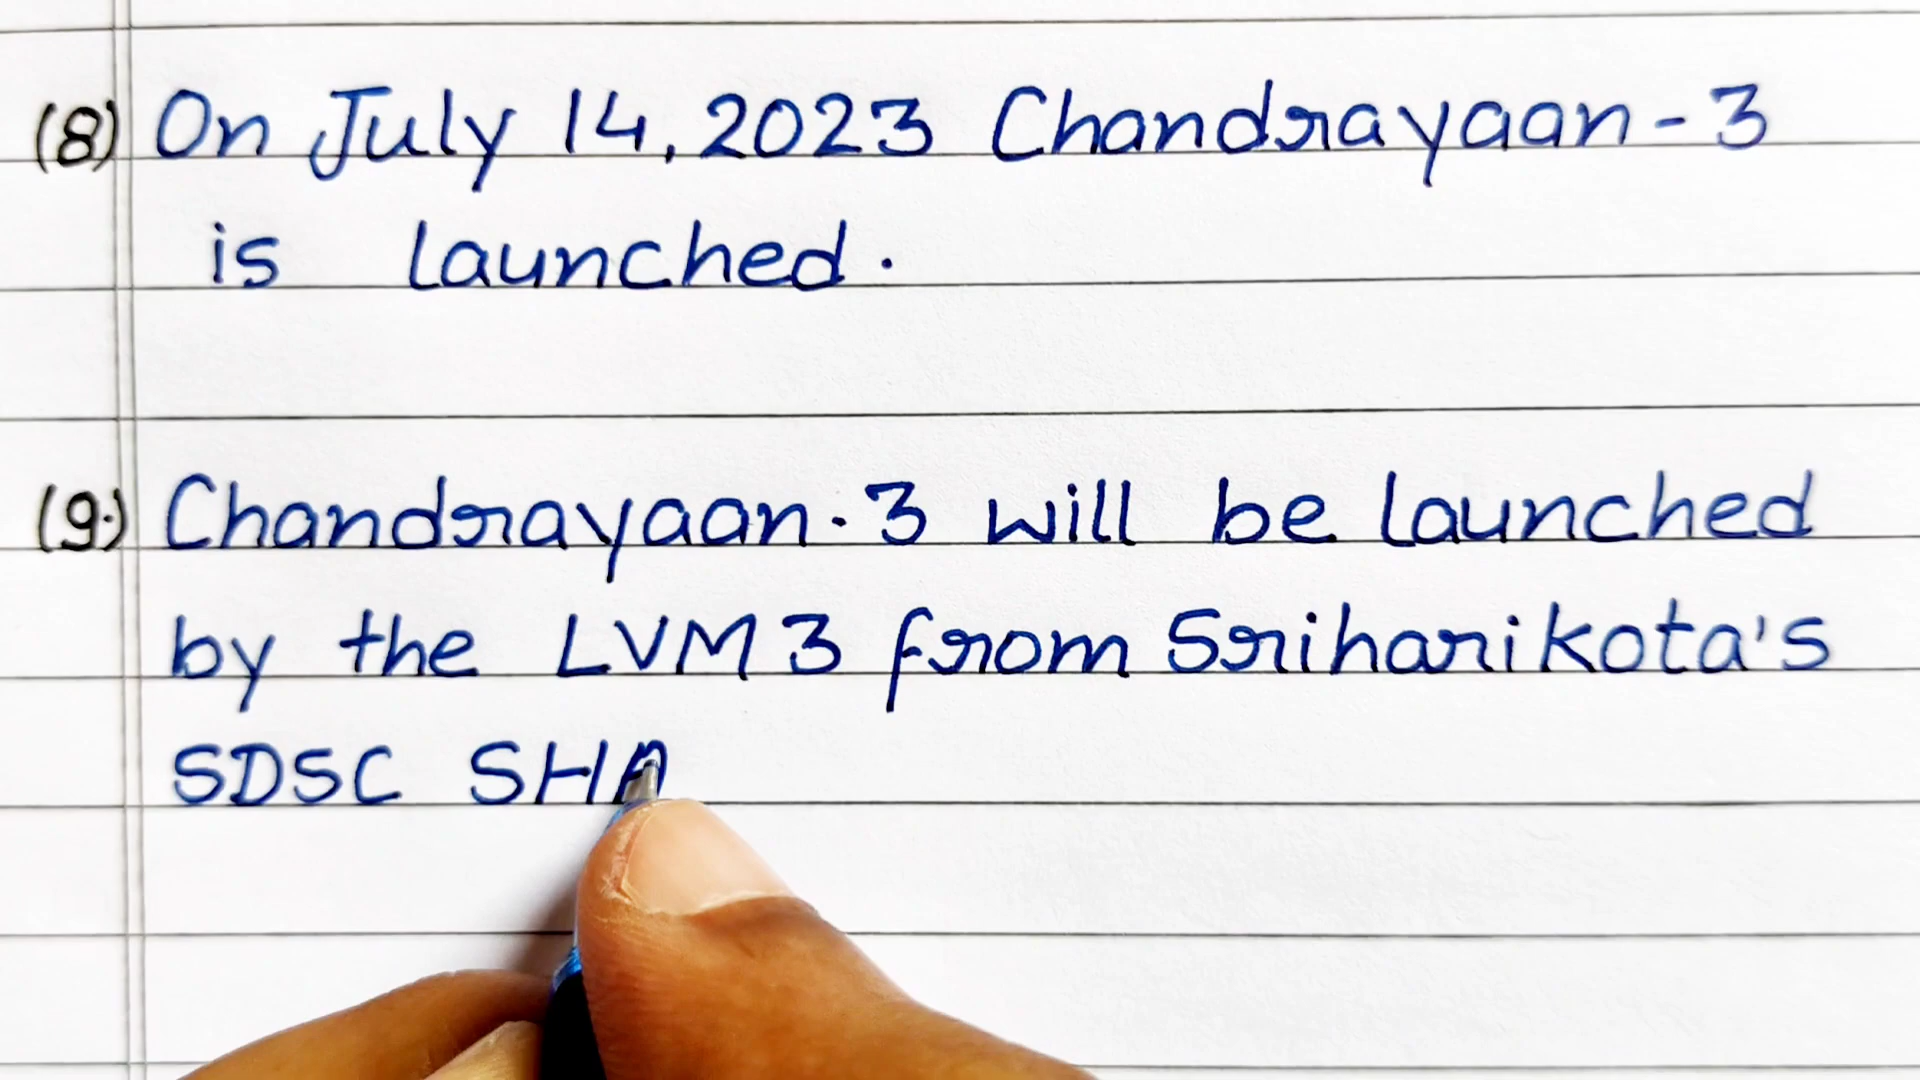 (8) On July 14, 2023 Chandrayaan-3
is launched.
(9.) Chandrayaan-3 will be launched
by the LVM3 from Sriharikota's
SDSC SHA